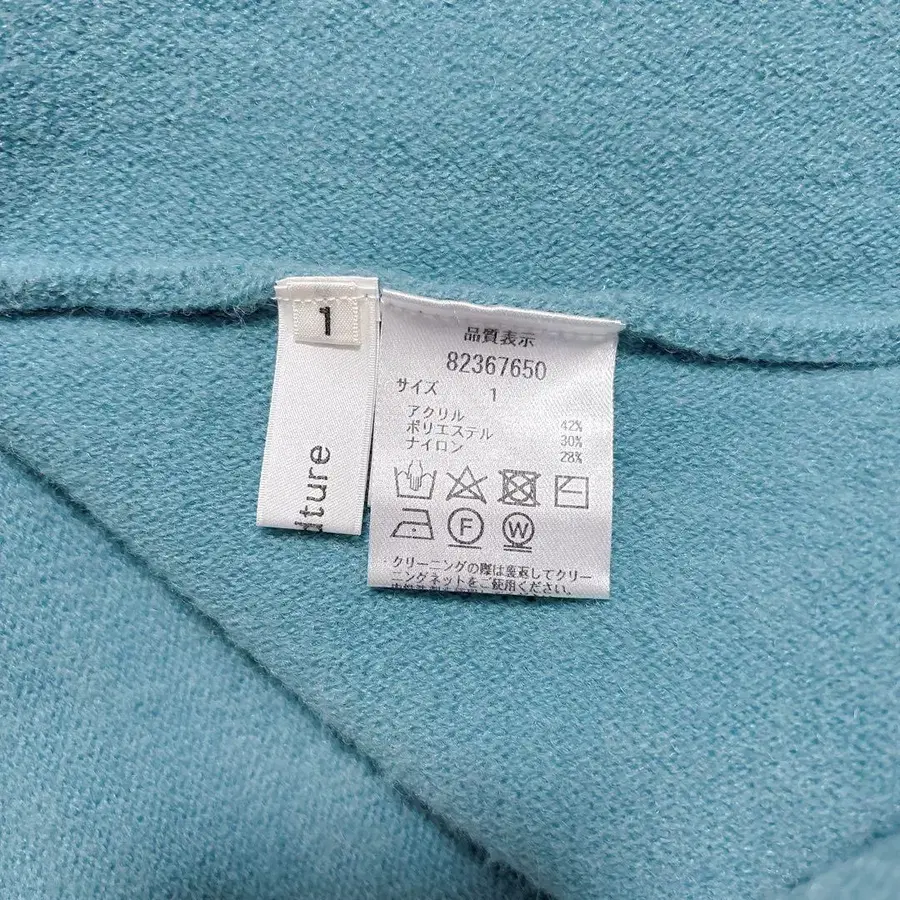 1
品質表示
82367650
サイズ 1
アクリル 42%
ポリエステル 30%
ナイロン 28%
F W
クリーニングの際は裏返してクリー
ニングネットをご使用ください。